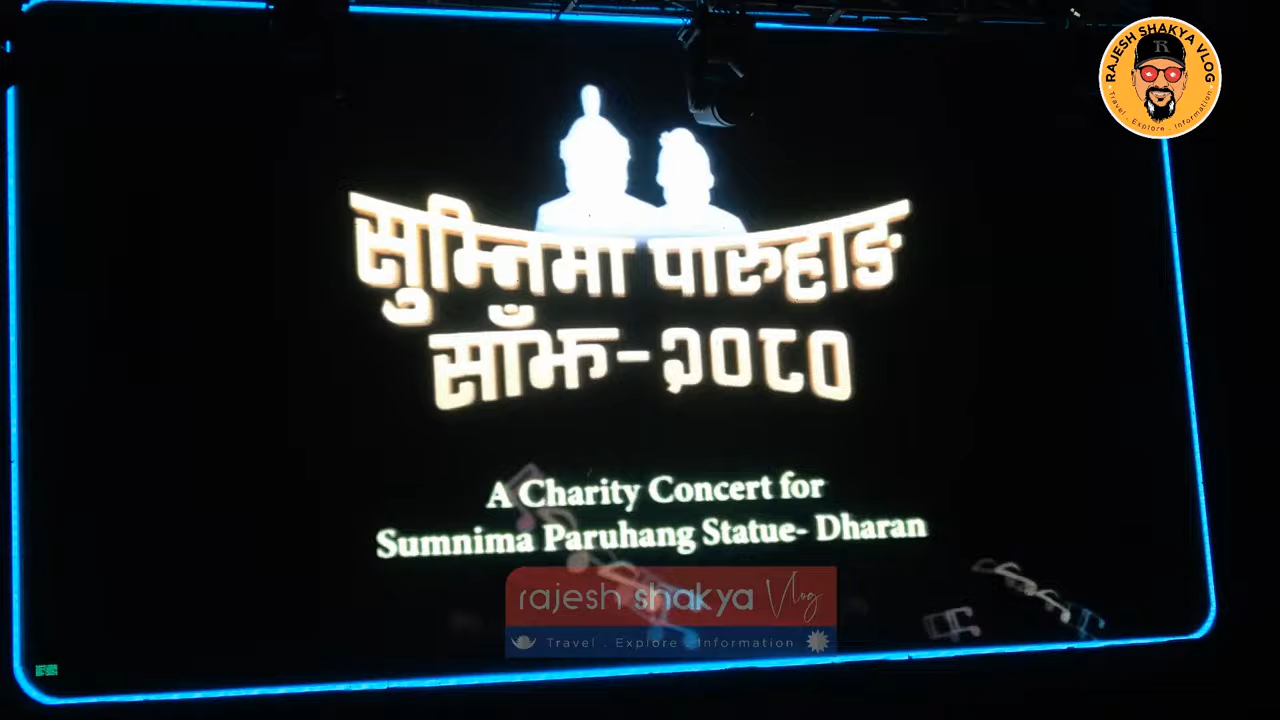 RAJESH SHAKYA VLOG
R
Travel . Explore . Information
सुम्निमा पारुहाङ
साँझ-२०८०
A Charity Concert for
Sumnima Paruhang Statue- Dharan
rajesh shakya Vlog
Travel . Explore . Information